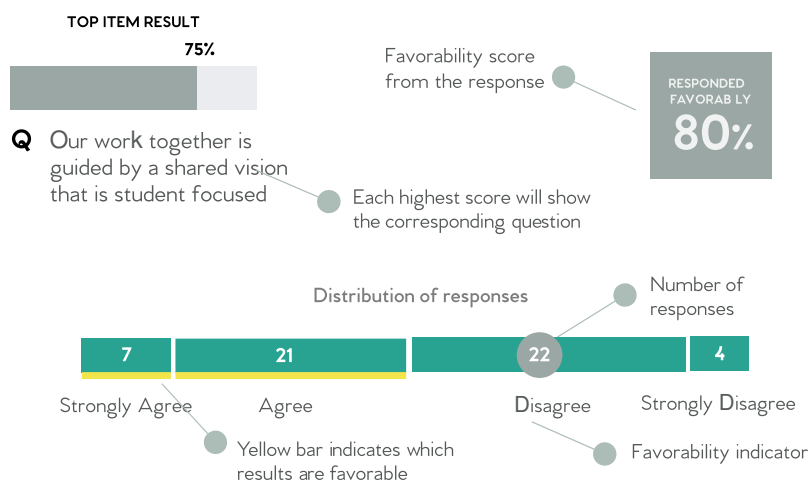 TOP ITEM RESULT
75%
Q Our work together is
guided by a shared vision
that is student focused
Favorability score
from the response
RESPONDED
FAVORAB LY
80%
Each highest score will show
the corresponding question
Distribution of responses
Number of
responses
7 21 22 4
Strongly Agree Agree Disagree Strongly Disagree
Yellow bar indicates which
results are favorable
Favorability indicator